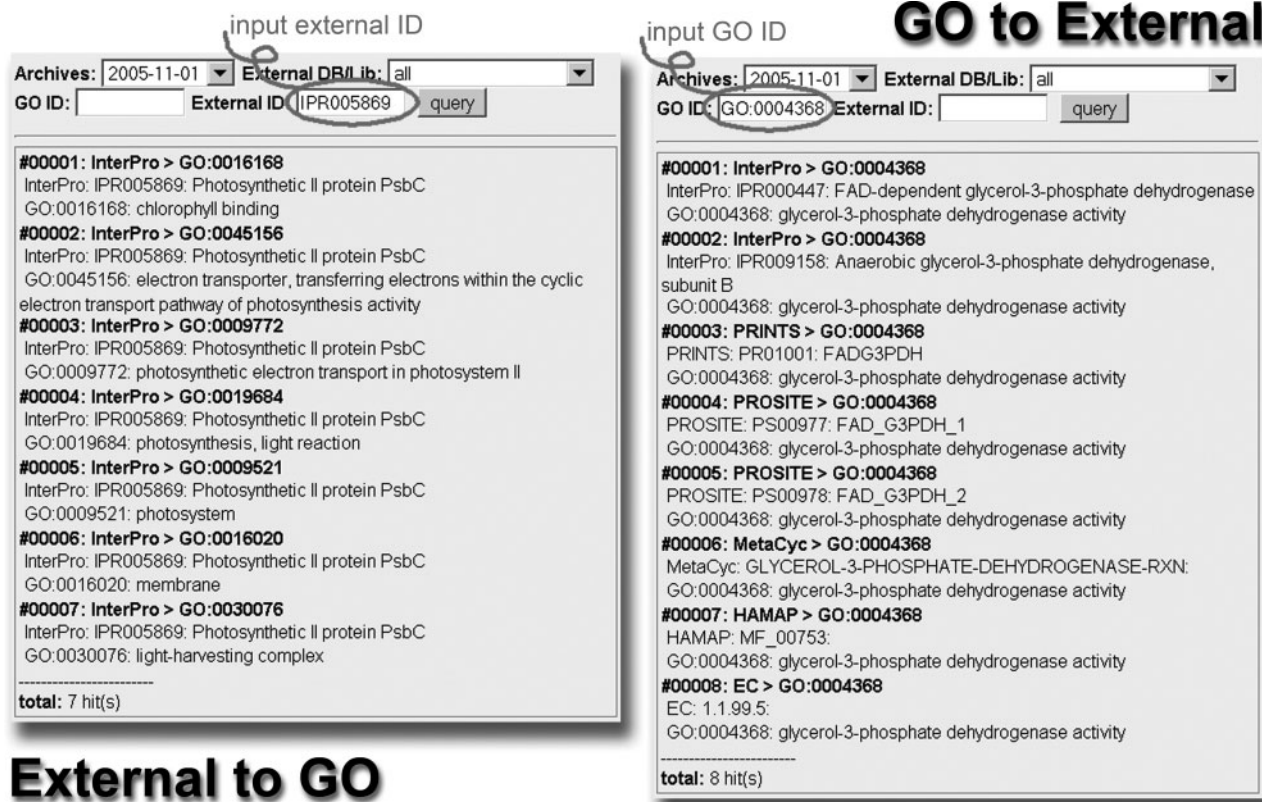 input external ID
Archives: 2005-11-01 External DB/Lib: all
GO ID: External ID: IPR005869 query
#00001: InterPro > GO:0016168
InterPro: IPR005869: Photosynthetic II protein PsbC
GO:0016168: chlorophyll binding
#00002: InterPro > GO:0045156
InterPro: IPR005869: Photosynthetic II protein PsbC
GO:0045156: electron transporter, transferring electrons within the cyclic
electron transport pathway of photosynthesis activity
#00003: InterPro > GO:0009772
InterPro: IPR005869: Photosynthetic II protein PsbC
GO:0009772: photosynthetic electron transport in photosystem II
#00004: InterPro > GO:0019684
InterPro: IPR005869: Photosynthetic II protein PsbC
GO:0019684: photosynthesis, light reaction
#00005: InterPro > GO:0009521
InterPro: IPR005869: Photosynthetic II protein PsbC
GO:0009521: photosystem
#00006: InterPro > GO:0016020
InterPro: IPR005869: Photosynthetic II protein PsbC
GO:0016020: membrane
#00007: InterPro > GO:0030076
InterPro: IPR005869: Photosynthetic II protein PsbC
GO:0030076: light-harvesting complex
------------------------
total: 7 hit(s)
External to GO
GO to External
input GO ID
Archives: 2005-11-01 External DB/Lib: all
GO ID: GO:0004368 External ID: query
#00001: InterPro > GO:0004368
InterPro: IPR000447: FAD-dependent glycerol-3-phosphate dehydrogenase
GO:0004368: glycerol-3-phosphate dehydrogenase activity
#00002: InterPro > GO:0004368
InterPro: IPR009158: Anaerobic glycerol-3-phosphate dehydrogenase,
subunit B
GO:0004368: glycerol-3-phosphate dehydrogenase activity
#00003: PRINTS > GO:0004368
PRINTS: PR01001: FADG3PDH
GO:0004368: glycerol-3-phosphate dehydrogenase activity
#00004: PROSITE > GO:0004368
PROSITE: PS00977: FAD_G3PDH_1
GO:0004368: glycerol-3-phosphate dehydrogenase activity
#00005: PROSITE > GO:0004368
PROSITE: PS00978: FAD_G3PDH_2
GO:0004368: glycerol-3-phosphate dehydrogenase activity
#00006: MetaCyc > GO:0004368
MetaCyc: GLYCEROL-3-PHOSPHATE-DEHYDROGENASE-RXN:
GO:0004368: glycerol-3-phosphate dehydrogenase activity
#00007: HAMAP > GO:0004368
HAMAP: MF_00753:
GO:0004368: glycerol-3-phosphate dehydrogenase activity
#00008: EC > GO:0004368
EC: 1.1.99.5:
GO:0004368: glycerol-3-phosphate dehydrogenase activity
------------------------
total: 8 hit(s)